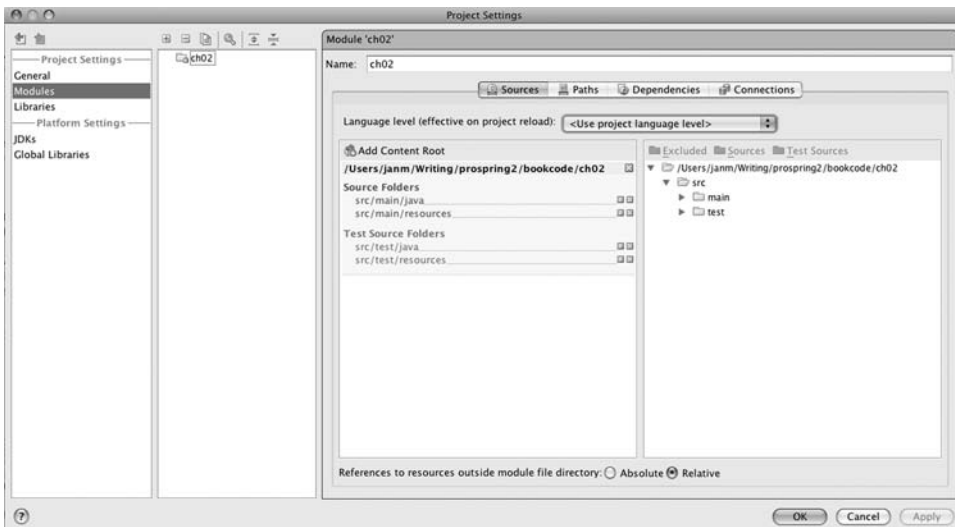 Project Settings
Project Settings
General
Modules
Libraries
Platform Settings
JDKs
Global Libraries
ch02
Module 'ch02'
Name: ch02
Sources Paths Dependencies Connections
Language level (effective on project reload): <Use project language level>
Add Content Root
/Users/janm/Writing/prospring2/bookcode/ch02
Source Folders
src/main/java
src/main/resources
Test Source Folders
src/test/java
src/test/resources
Excluded Sources Test Sources
/Users/janm/Writing/prospring2/bookcode/ch02
src
main
test
References to resources outside module file directory: Absolute Relative
? OK Cancel Apply